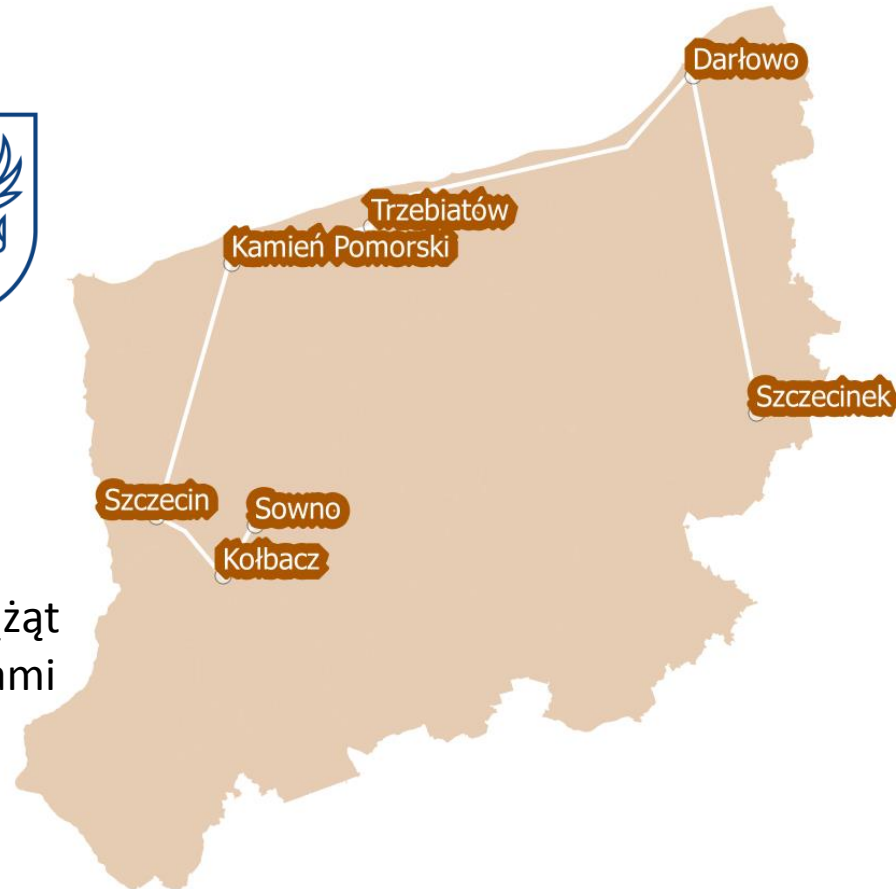 Darłowo
Trzebiatów
Kamień Pomorski
Szczecinek
Szczecin
Sowno
Kołbacz